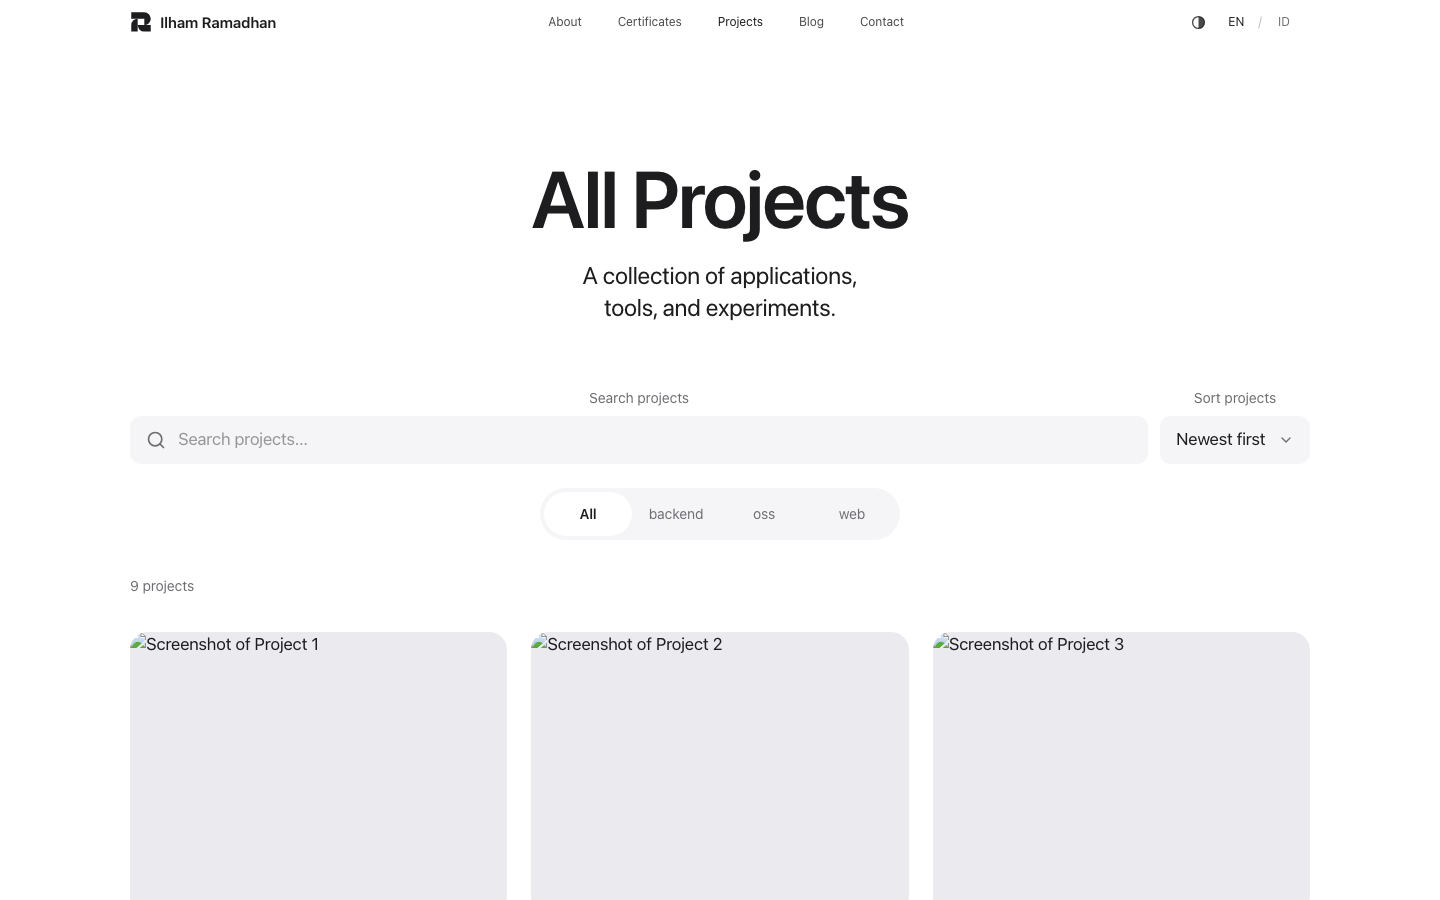 Ilham Ramadhan
About
Certificates
Projects
Blog
Contact
EN / ID
All Projects
A collection of applications,
tools, and experiments.
Search projects
Sort projects
Search projects...
Newest first
All
backend
oss
web
9 projects
Screenshot of Project 1
Screenshot of Project 2
Screenshot of Project 3